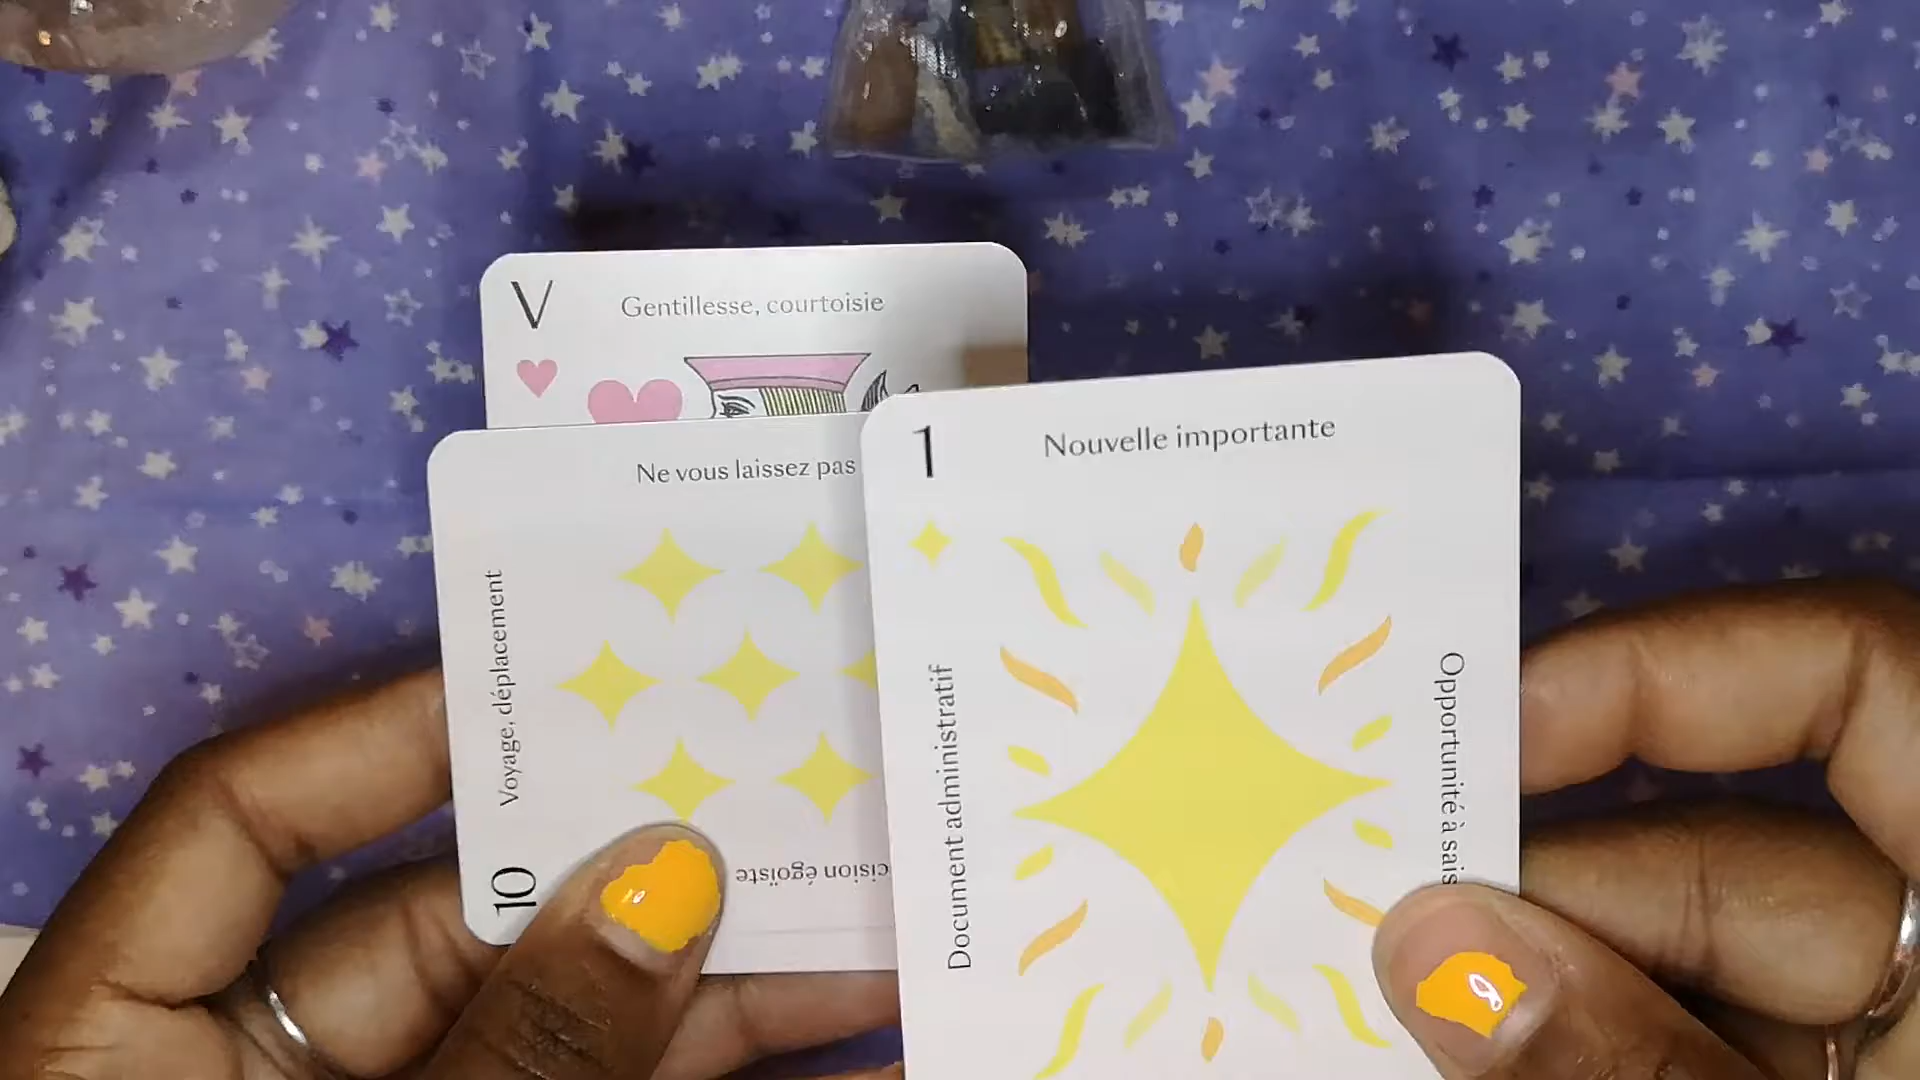 V
Gentillesse, courtoisie
Ne vous laissez pas
Voyage, déplacement
10
cision égoïste
1
Nouvelle importante
Document administratif
Opportunité à sais